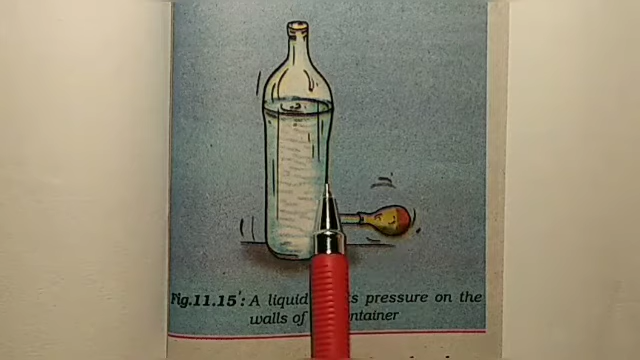 Fig.11.15: A liquid s pressure on the
walls of ntainer